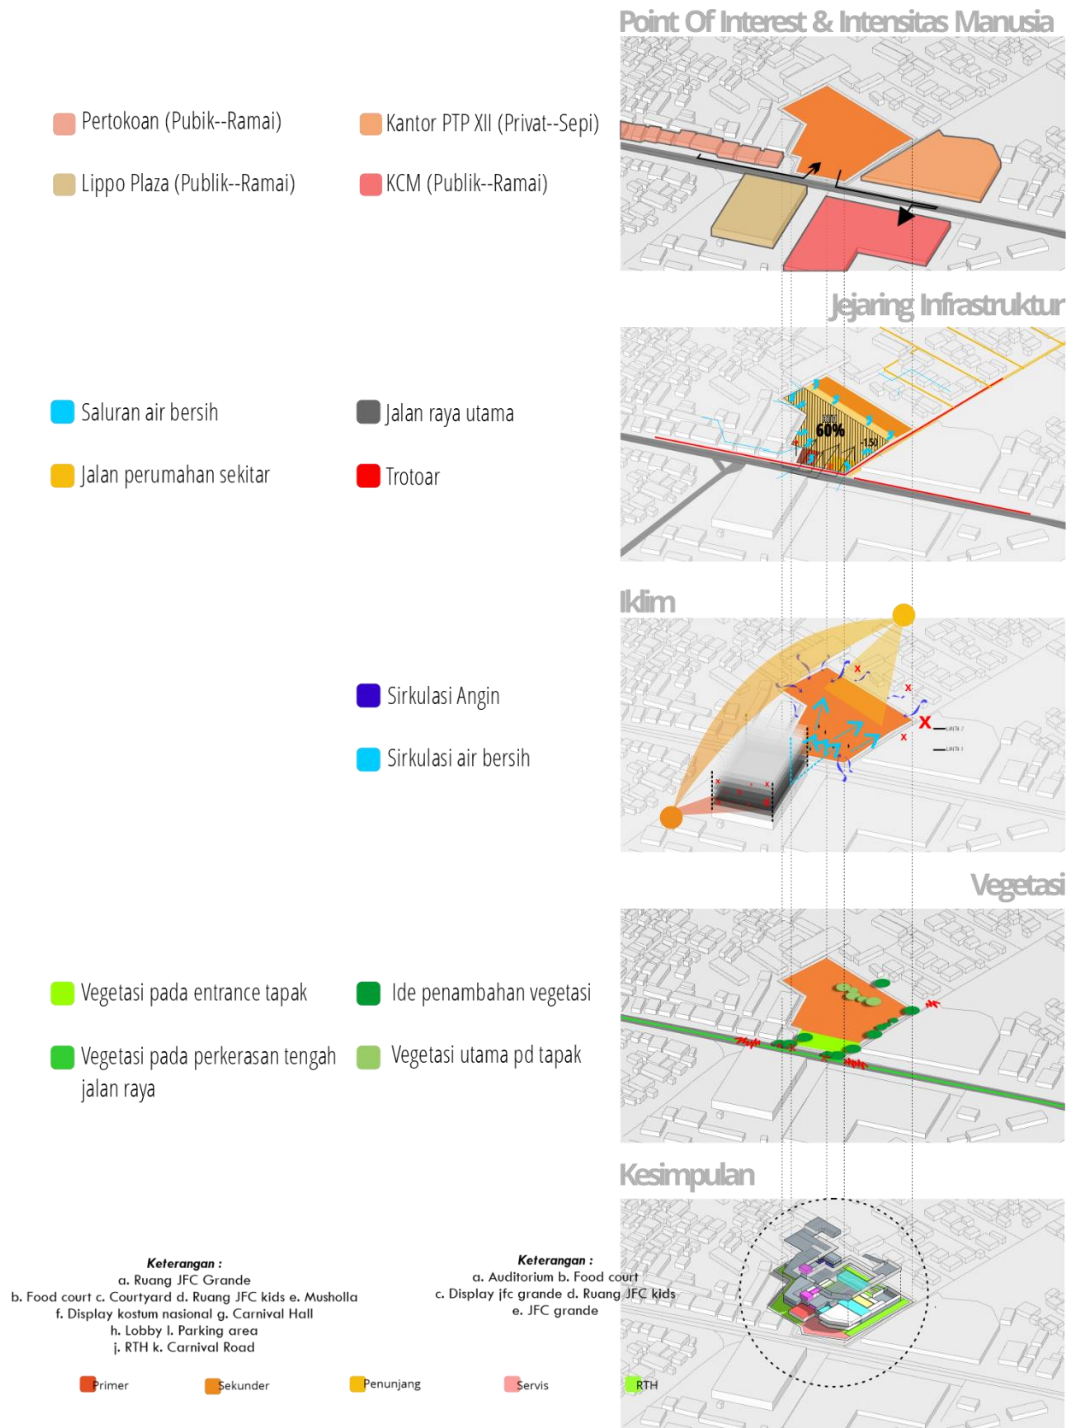 Point Of Interest & Intensitas Manusia
Pertokoan (Pubik--Ramai)
Kantor PTP XII (Privat--Sepi)
Lippo Plaza (Publik--Ramai)
KCM (Publik--Ramai)
Jejaring Infrastruktur
Saluran air bersih
Jalan raya utama
Jalan perumahan sekitar
Trotoar
60%
-1.50
Iklim
Sirkulasi Angin
Sirkulasi air bersih
Vegetasi
Vegetasi pada entrance tapak
Ide penambahan vegetasi
Vegetasi pada perkerasan tengah
jalan raya
Vegetasi utama pd tapak
Kesimpulan
Keterangan :
a. Ruang JFC Grande
b. Food court c. Courtyard d. Ruang JFC kids e. Musholla
f. Display kostum nasional g. Carnival Hall
h. Lobby I. Parking area
j. RTH k. Carnival Road
Keterangan :
a. Auditorium b. Food court
c. Display jfc grande d. Ruang JFC kids
e. JFC grande
Primer
Sekunder
Penunjang
Servis
RTH